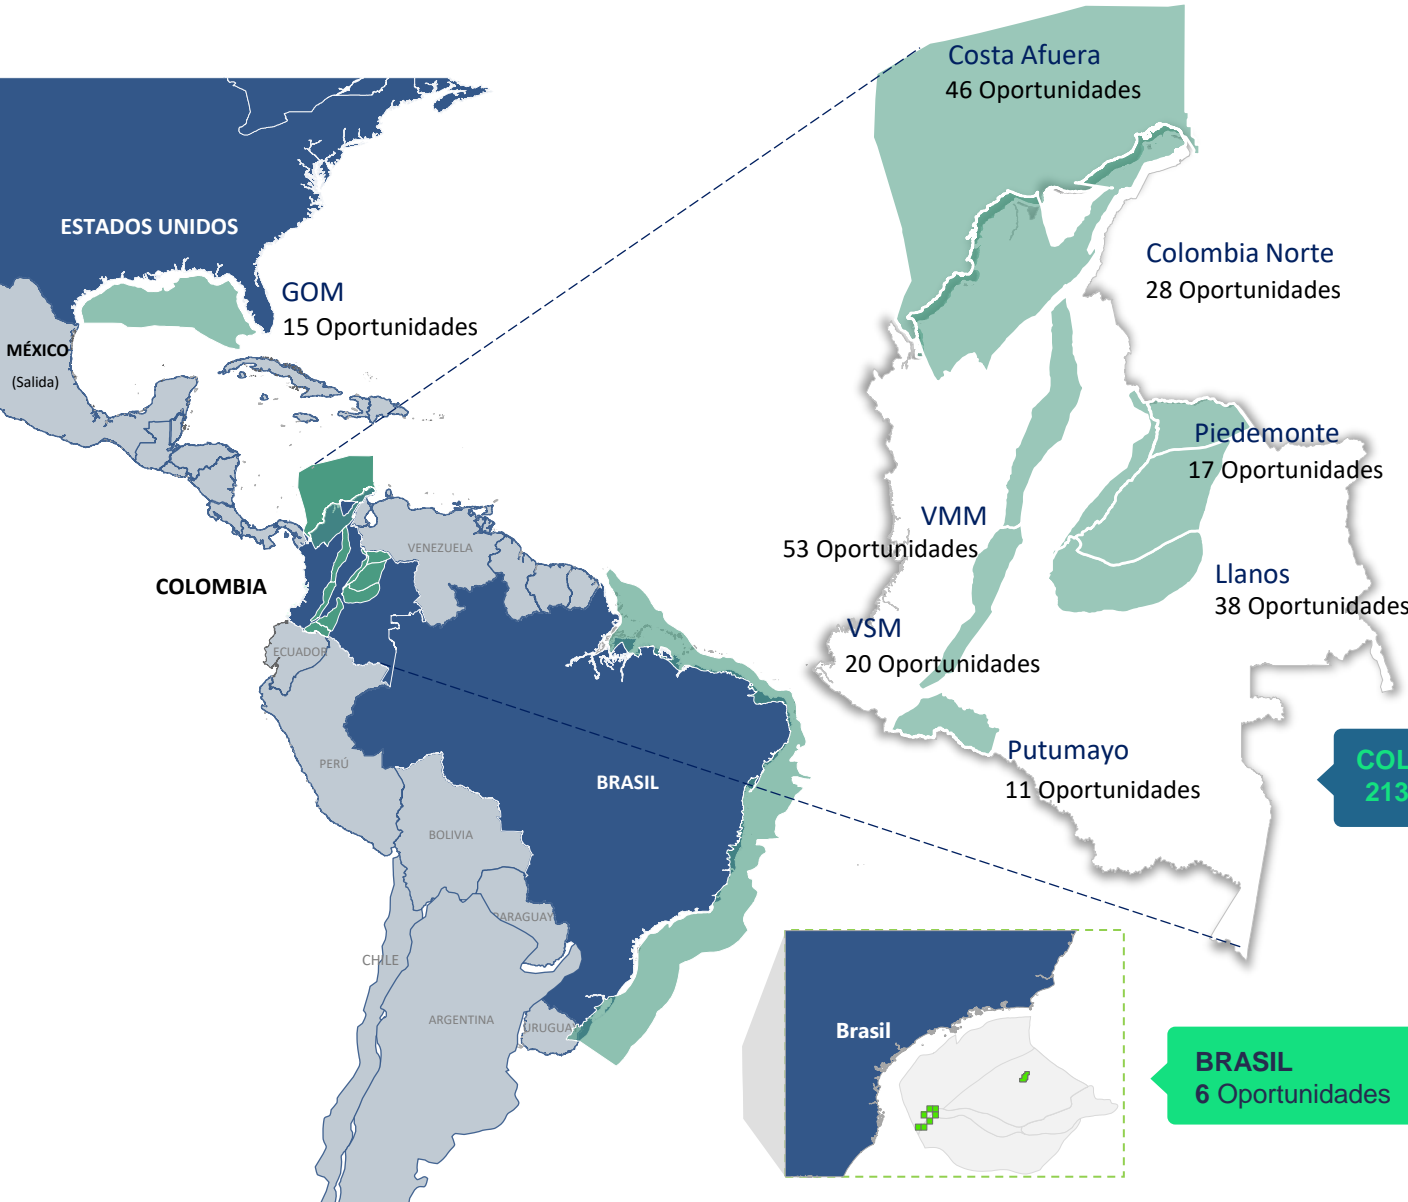 Costa Afuera
46 Oportunidades
ESTADOS UNIDOS
GOM
15 Oportunidades
MÉXICO
(Salida)
Colombia Norte
28 Oportunidades
Piedemonte
17 Oportunidades
VMM
53 Oportunidades
VENEZUELA
COLOMBIA
Llanos
38 Oportunidades
VSM
20 Oportunidades
ECUADOR
Putumayo
11 Oportunidades
PERÚ
BRASIL
COL
213
BOLIVIA
PARAGUAY
CHILE
ARGENTINA
URUGUAY
Brasil
BRASIL
6 Oportunidades